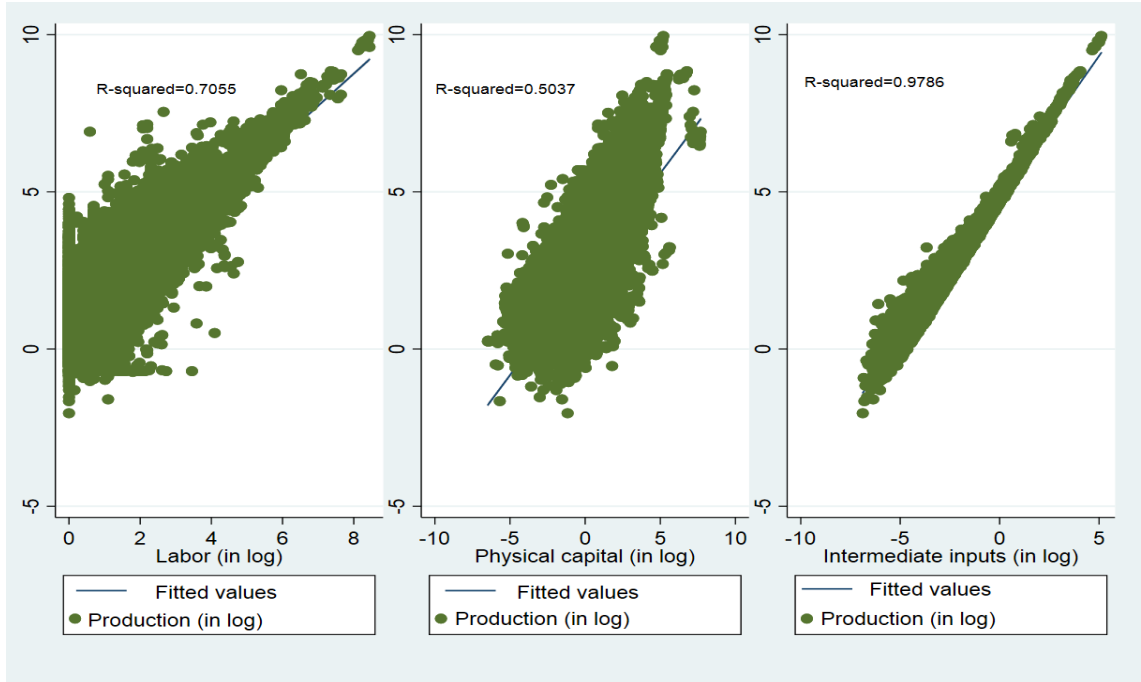 10
5
0
-5
R-squared=0.7055
0 2 4 6 8
Labor (in log)
Fitted values
Production (in log)
10
5
0
-5
R-squared=0.5037
-10 -5 0 5 10
Physical capital (in log)
Fitted values
Production (in log)
10
5
0
-5
R-squared=0.9786
-10 -5 0 5
Intermediate inputs (in log)
Fitted values
Production (in log)